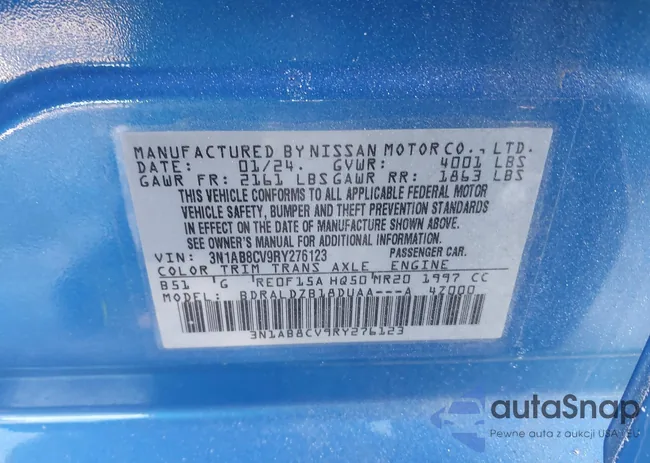 MANUFACTURED BY NISSAN MOTOR CO., LTD.
DATE: 01/24. GVWR: 4001 LBS
GAWR FR: 2161 LBS GAWR RR: 1863 LBS
THIS VEHICLE CONFORMS TO ALL APPLICABLE FEDERAL MOTOR
VEHICLE SAFETY, BUMPER AND THEFT PREVENTION STANDARDS
IN EFFECT ON THE DATE OF MANUFACTURE SHOWN ABOVE.
SEE OWNER'S MANUAL FOR ADDITIONAL INFORMATION.
VIN: 3N1AB8CV9RY276123 PASSENGER CAR.
COLOR TRIM TRANS AXLE ENGINE
B51 G RE0F15A HQ50 MR20 1997 CC
MODEL: BDRALDZB18DUAA---A 47000
3N1AB8CV9RY276123
autoSnap
Pewne auta z aukcji USA i EU